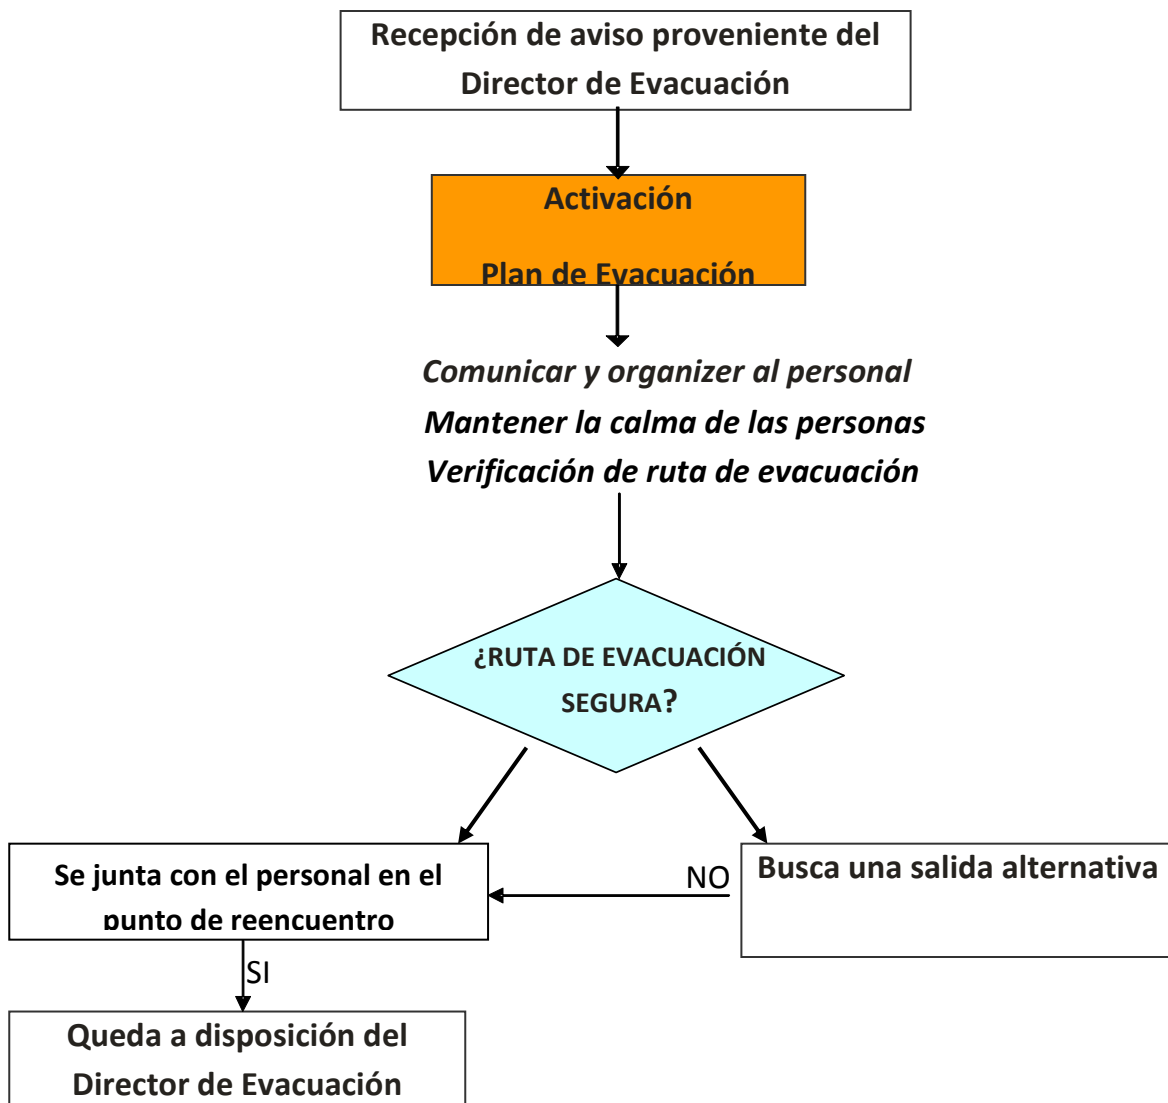 Recepción de aviso proveniente del
Director de Evacuación
Activación
Plan de Evacuación
Comunicar y organizer al personal
Mantener la calma de las personas
Verificación de ruta de evacuación
¿RUTA DE EVACUACIÓN
SEGURA?
Se junta con el personal en el
punto de reencuentro
NO
Busca una salida alternativa
SI
Queda a disposición del
Director de Evacuación